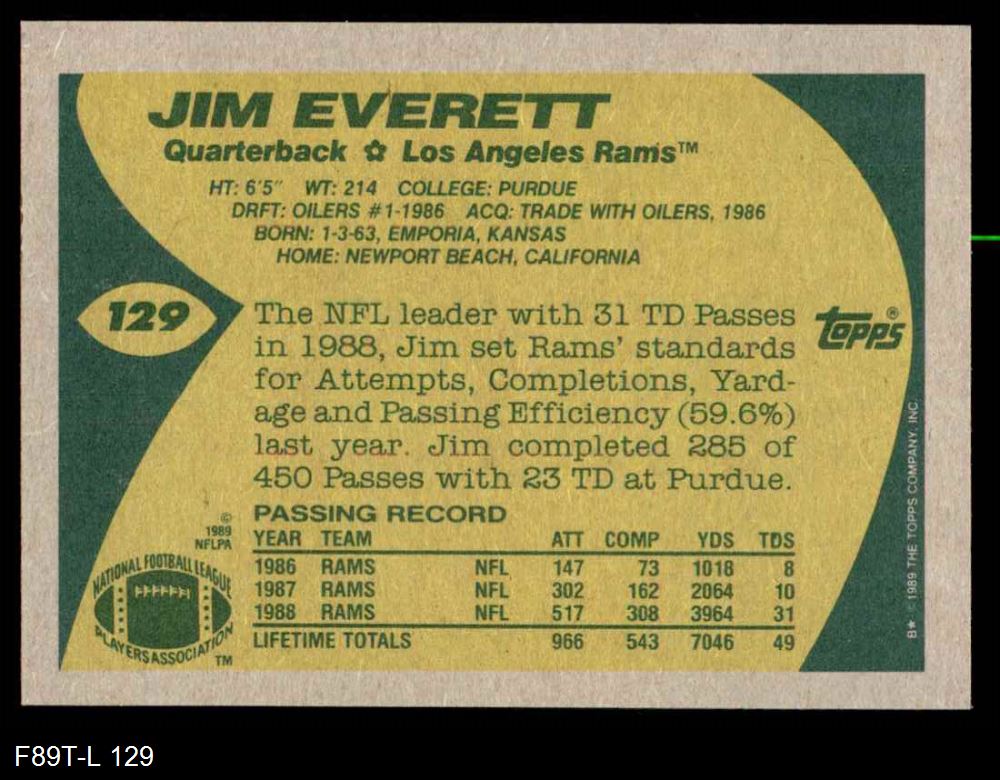 JIM EVERETT
Quarterback ✩ Los Angeles Rams™
HT: 6'5" WT: 214 COLLEGE: PURDUE
DRFT: OILERS #1-1986 ACQ: TRADE WITH OILERS, 1986
BORN: 1-3-63, EMPORIA, KANSAS
HOME: NEWPORT BEACH, CALIFORNIA
129
The NFL leader with 31 TD Passes
in 1988, Jim set Rams' standards
for Attempts, Completions, Yard-
age and Passing Efficiency (59.6%)
last year. Jim completed 285 of
450 Passes with 23 TD at Purdue.
TOPPS®
PASSING RECORD
YEAR TEAM ATT COMP YDS TDS
1986 RAMS NFL 147 73 1018 8
1987 RAMS NFL 302 162 2064 10
1988 RAMS NFL 517 308 3964 31
LIFETIME TOTALS 966 543 7046 49
©
1989
NFLPA
NATIONAL FOOTBALL LEAGUE
PLAYERS ASSOCIATION
TM
B* © 1989 THE TOPPS COMPANY, INC.
F89T-L 129